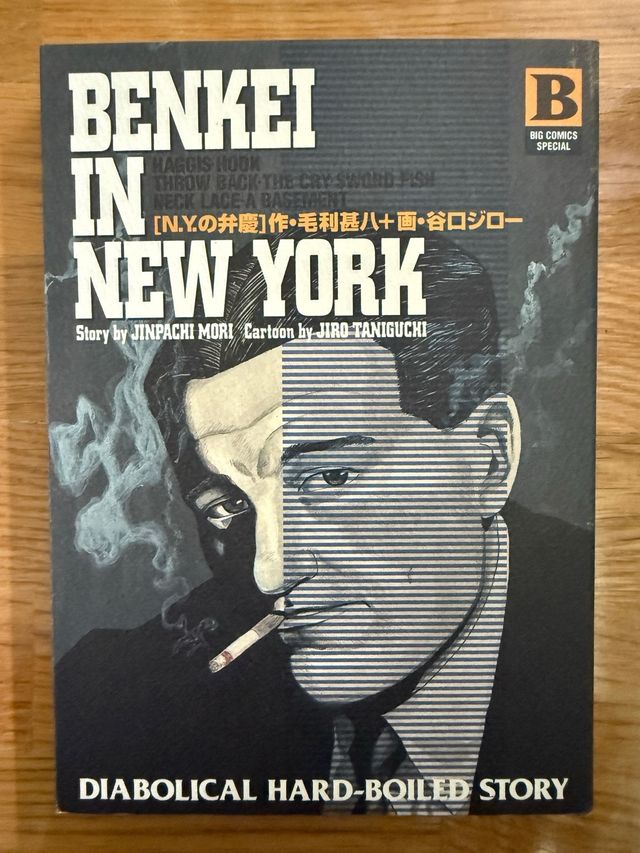 BENKEI
IN
NEW YORK
HAGGIS·HOOK
THROW BACK·THE CRY·SWORD FISH
NECK LACE·A BASEMENT
[N.Y.の弁慶]作・毛利甚八+画・谷口ジロー
Story by JINPACHI MORI Cartoon by JIRO TANIGUCHI
B
BIG COMICS
SPECIAL
DIABOLICAL HARD-BOILED STORY